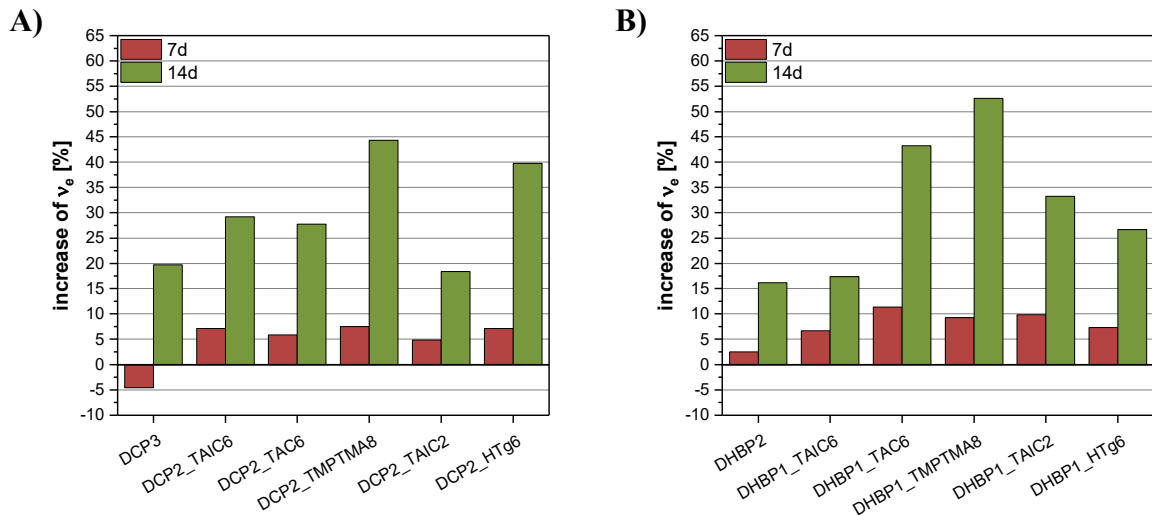 A)
65
60
55
50
45
40
35
30
25
20
15
10
5
0
-5
-10
increase of νe [%]
7d
14d
DCP3
DCP2_TAIC6
DCP2_TAC6
DCP2_TMPTMA8
DCP2_TAIC2
DCP2_HTg6
B)
65
60
55
50
45
40
35
30
25
20
15
10
5
0
-5
-10
increase of νe [%]
7d
14d
DHBP2
DHBP1_TAIC6
DHBP1_TAC6
DHBP1_TMPTMA8
DHBP1_TAIC2
DHBP1_HTg6